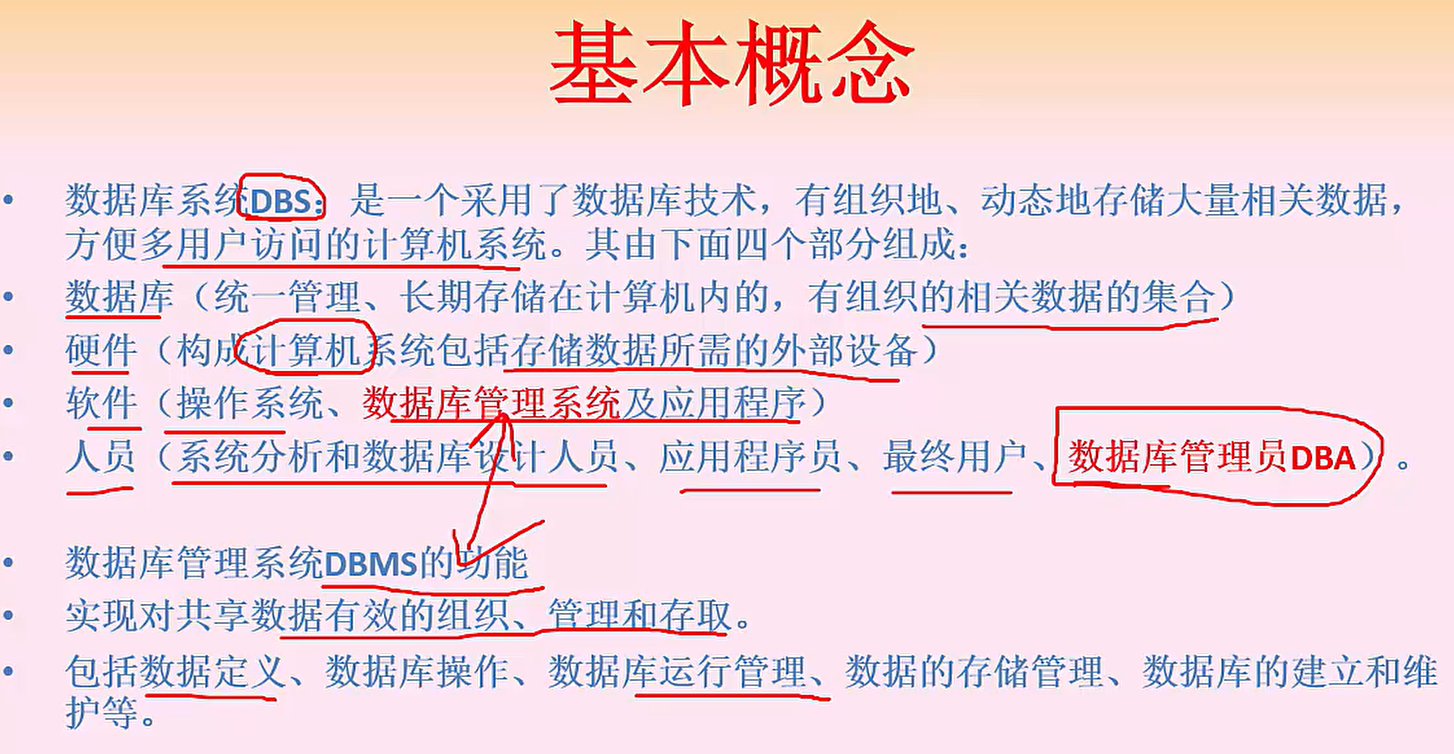 基本概念
• 数据库系统DBS：是一个采用了数据库技术，有组织地、动态地存储大量相关数据，
方便多用户访问的计算机系统。其由下面四个部分组成：
• 数据库（统一管理、长期存储在计算机内的，有组织的相关数据的集合）
• 硬件（构成计算机系统包括存储数据所需的外部设备）
• 软件（操作系统、数据库管理系统及应用程序）
• 人员（系统分析和数据库设计人员、应用程序员、最终用户、数据库管理员DBA）。
• 数据库管理系统DBMS的功能
• 实现对共享数据有效的组织、管理和存取。
• 包括数据定义、数据库操作、数据库运行管理、数据的存储管理、数据库的建立和维
护等。